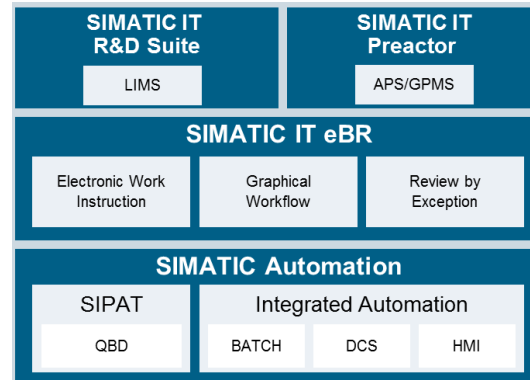 SIMATIC IT
R&D Suite
LIMS
SIMATIC IT
Preactor
APS/GPMS
SIMATIC IT eBR
Electronic Work
Instruction
Graphical
Workflow
Review by
Exception
SIMATIC Automation
SIPAT
QBD
Integrated Automation
BATCH
DCS
HMI